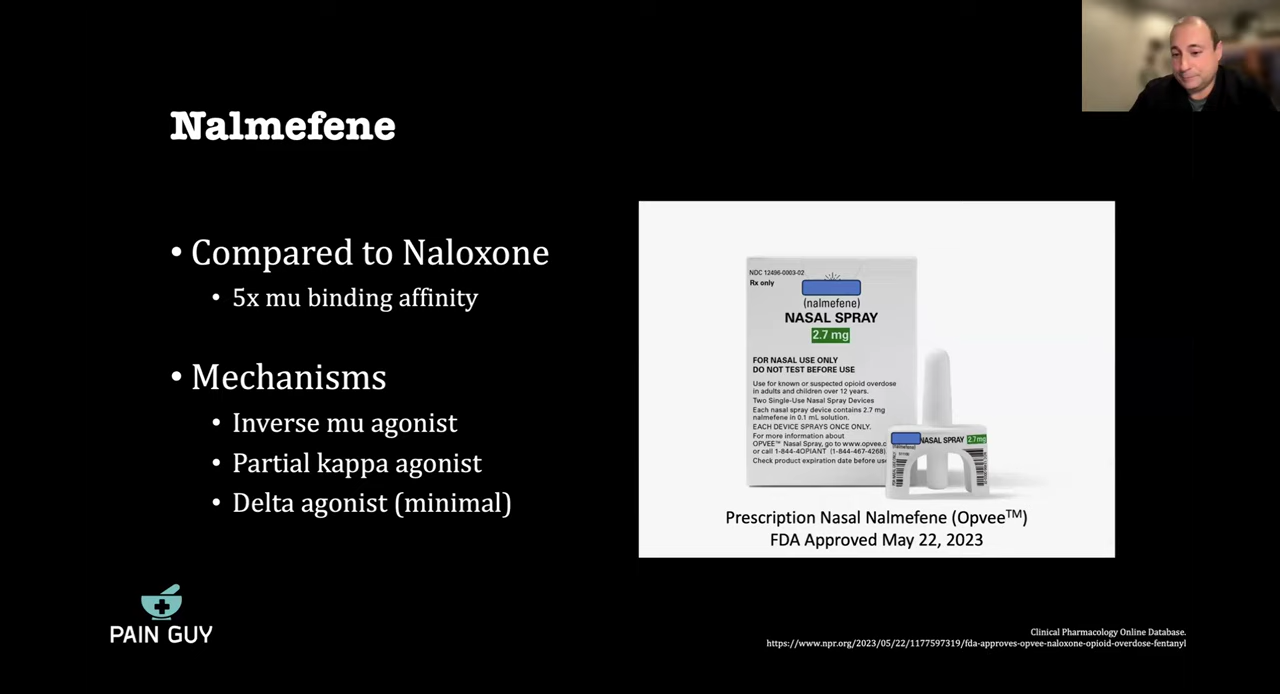 Nalmefene
• Compared to Naloxone
• 5x mu binding affinity
• Mechanisms
• Inverse mu agonist
• Partial kappa agonist
• Delta agonist (minimal)
NDC 12496-0003-02
Rx only
(nalmefene)
NASAL SPRAY
2.7 mg
FOR NASAL USE ONLY
DO NOT TEST BEFORE USE
Use for known or suspected opioid overdose
in adults and children over 12 years.
Two Single-Use Nasal Spray Devices
Each nasal spray device contains 2.7 mg
nalmefene in 0.1 mL solution.
EACH DEVICE SPRAYS ONCE ONLY.
For more information about
OPVEE™ Nasal Spray, go to www.opvee.c
or call 1-844-4OPIANT (1-844-467-4268)
Check product expiration date before use
NASAL SPRAY 2.7mg
Prescription Nasal Nalmefene (Opvee™)
FDA Approved May 22, 2023
PAIN GUY
Clinical Pharmacology Online Database.
https://www.npr.org/2023/05/22/1177597319/fda-approves-opvee-naloxone-opioid-overdose-fentanyl